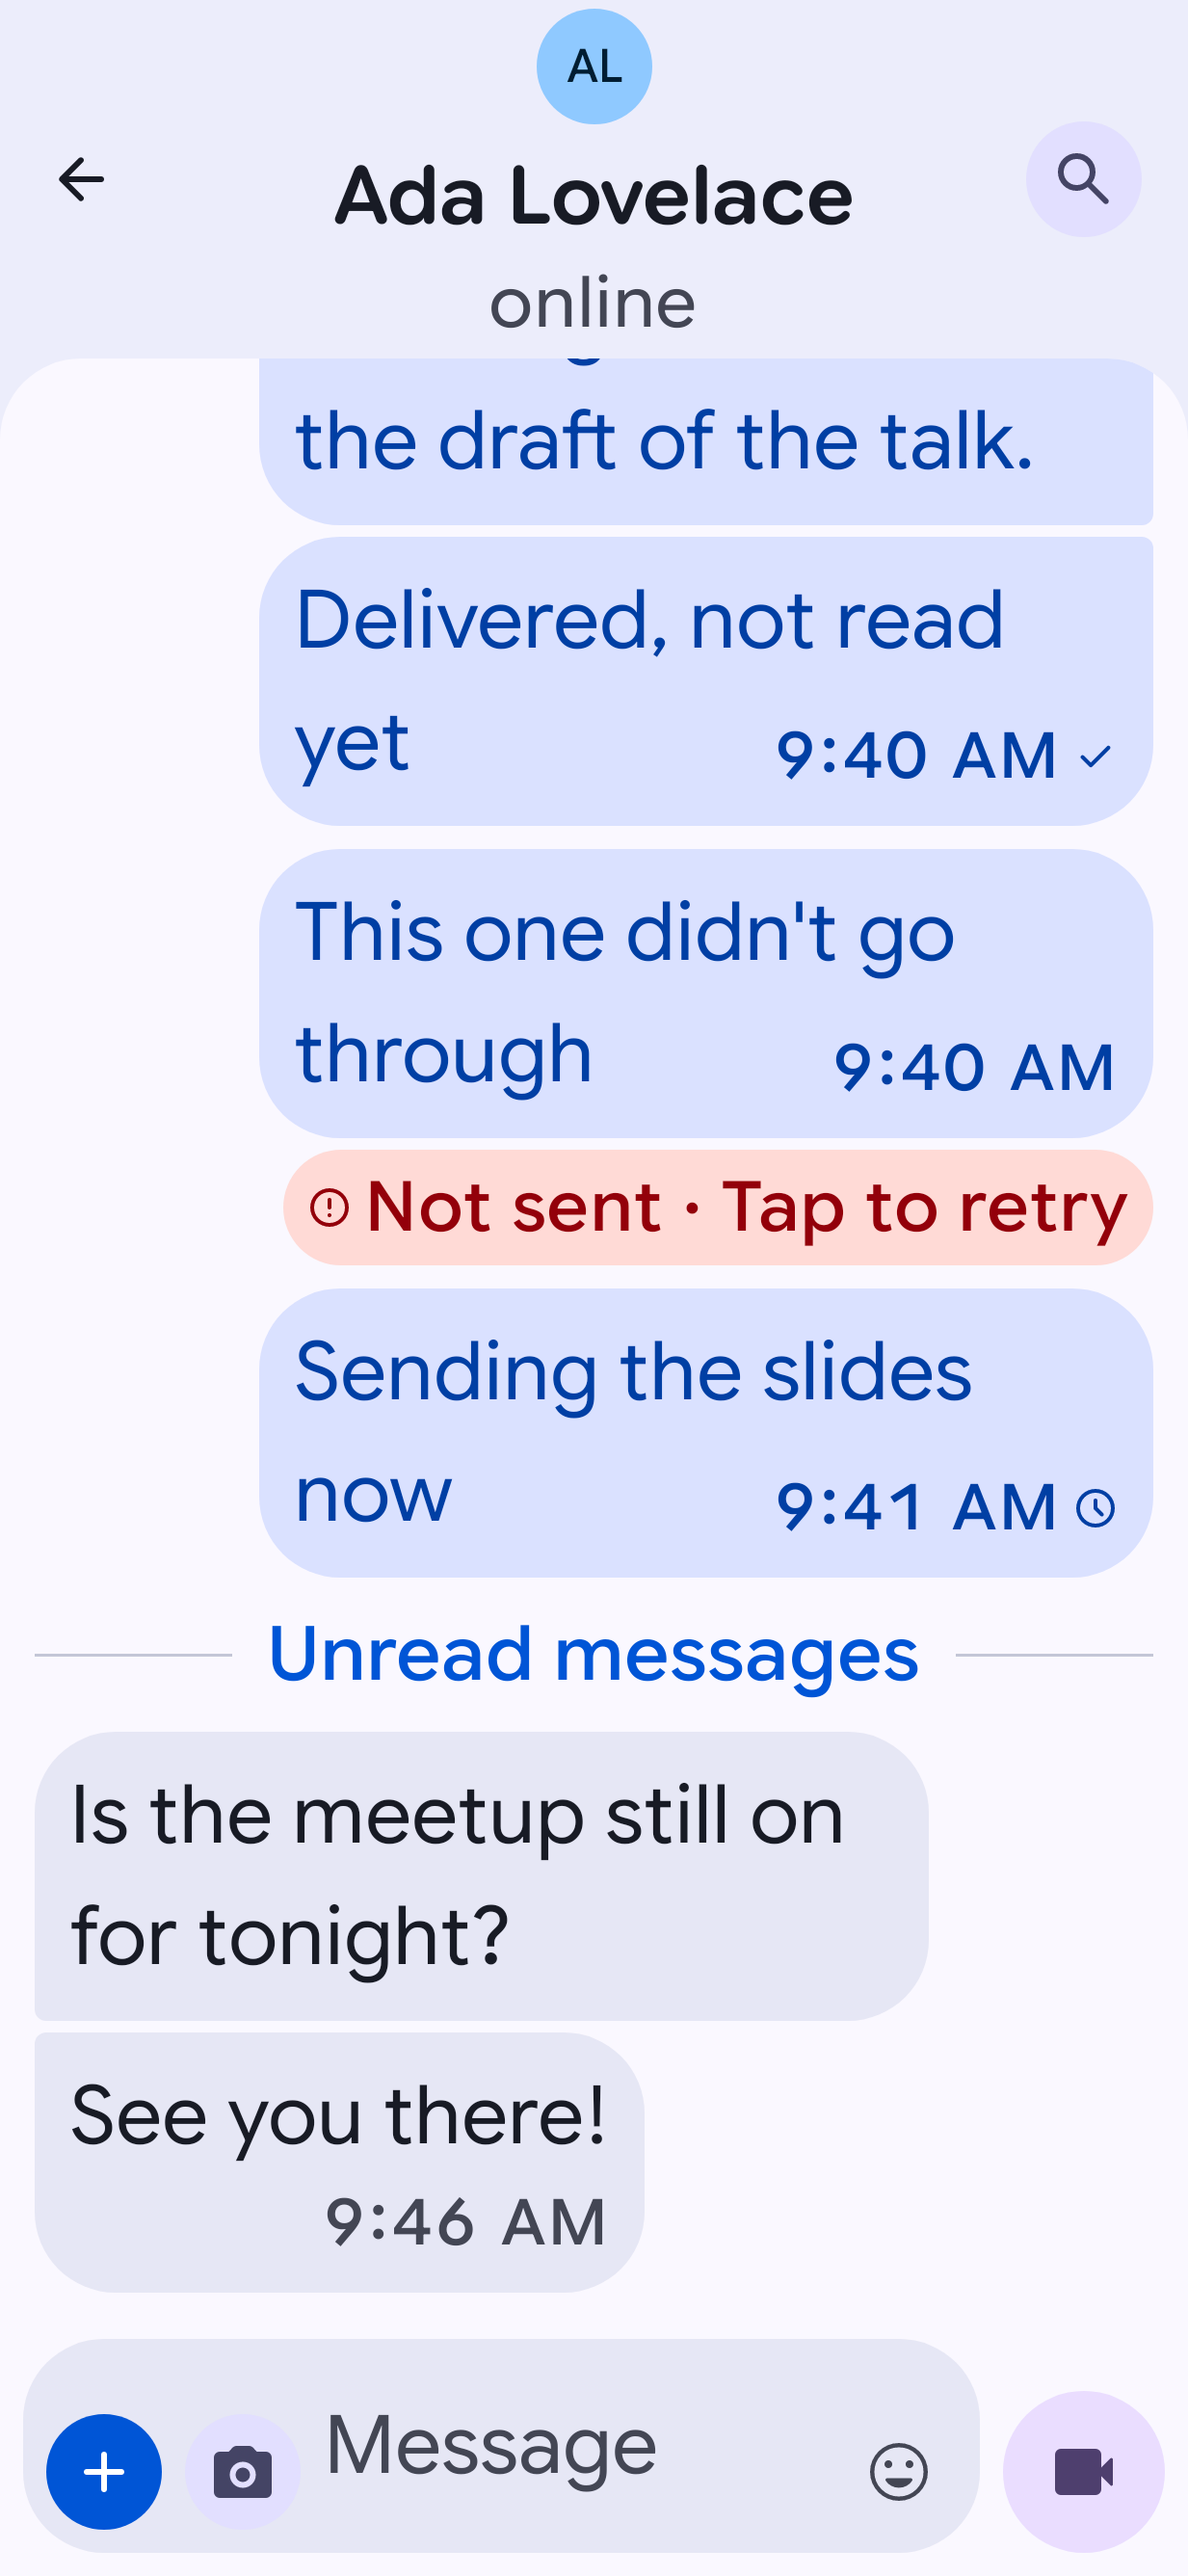 AL
Ada Lovelace
online
the draft of the talk.
Delivered, not read
yet
9:40 AM
This one didn't go
through
9:40 AM
Not sent · Tap to retry
Sending the slides
now
9:41 AM
Unread messages
Is the meetup still on
for tonight?
See you there!
9:46 AM
Message